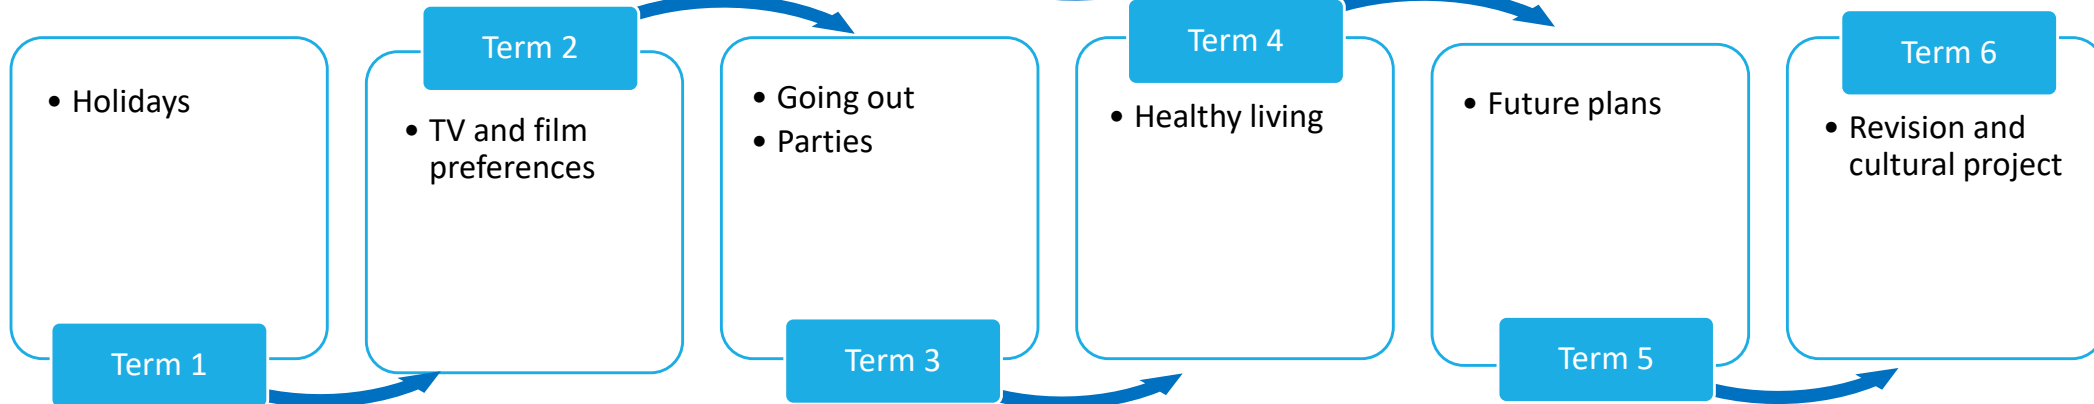 • Holidays
Term 1
Term 2
• TV and film
preferences
• Going out
• Parties
Term 3
Term 4
• Healthy living
• Future plans
Term 5
Term 6
• Revision and
cultural project